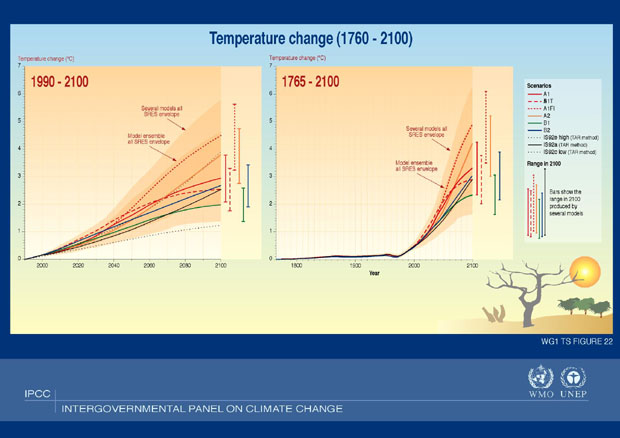 Temperature change (1760 - 2100)
Temperature change (°C)
7
6
5
4
3
2
1
0
1990 - 2100
Several models all
SRES envelope
Model ensemble
all SRES envelope
2000
2020
2040
2060
2080
2100
Temperature change (°C)
7
6
5
4
3
2
1
0
1765 - 2100
Several models all
SRES envelope
Model ensemble
all SRES envelope
1800
1900
2000
2100
Year
Scenarios
A1
A1T
A1FI
A2
B1
B2
IS92e high (TAR method)
IS92a (TAR method)
IS92c low (TAR method)
Range in 2100
Bars show the
range in 2100
produced by
several models
WG1 TS FIGURE 22
WMO UNEP
IPCC
INTERGOVERNMENTAL PANEL ON CLIMATE CHANGE